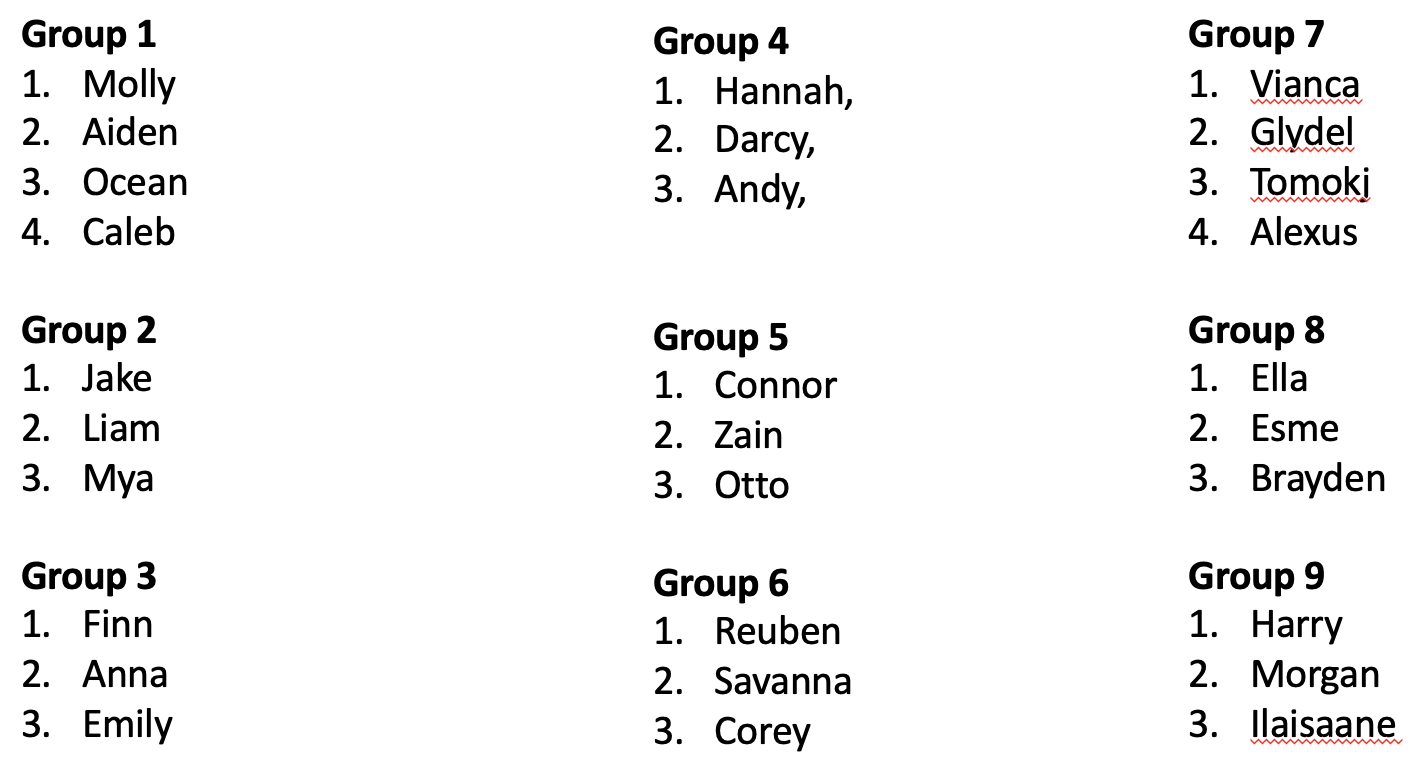 Group 1
1. Molly
2. Aiden
3. Ocean
4. Caleb
Group 2
1. Jake
2. Liam
3. Mya
Group 3
1. Finn
2. Anna
3. Emily
Group 4
1. Hannah,
2. Darcy,
3. Andy,
Group 5
1. Connor
2. Zain
3. Otto
Group 6
1. Reuben
2. Savanna
3. Corey
Group 7
1. Vianca
2. Glydel
3. Tomoki
4. Alexus
Group 8
1. Ella
2. Esme
3. Brayden
Group 9
1. Harry
2. Morgan
3. Ilaisaane